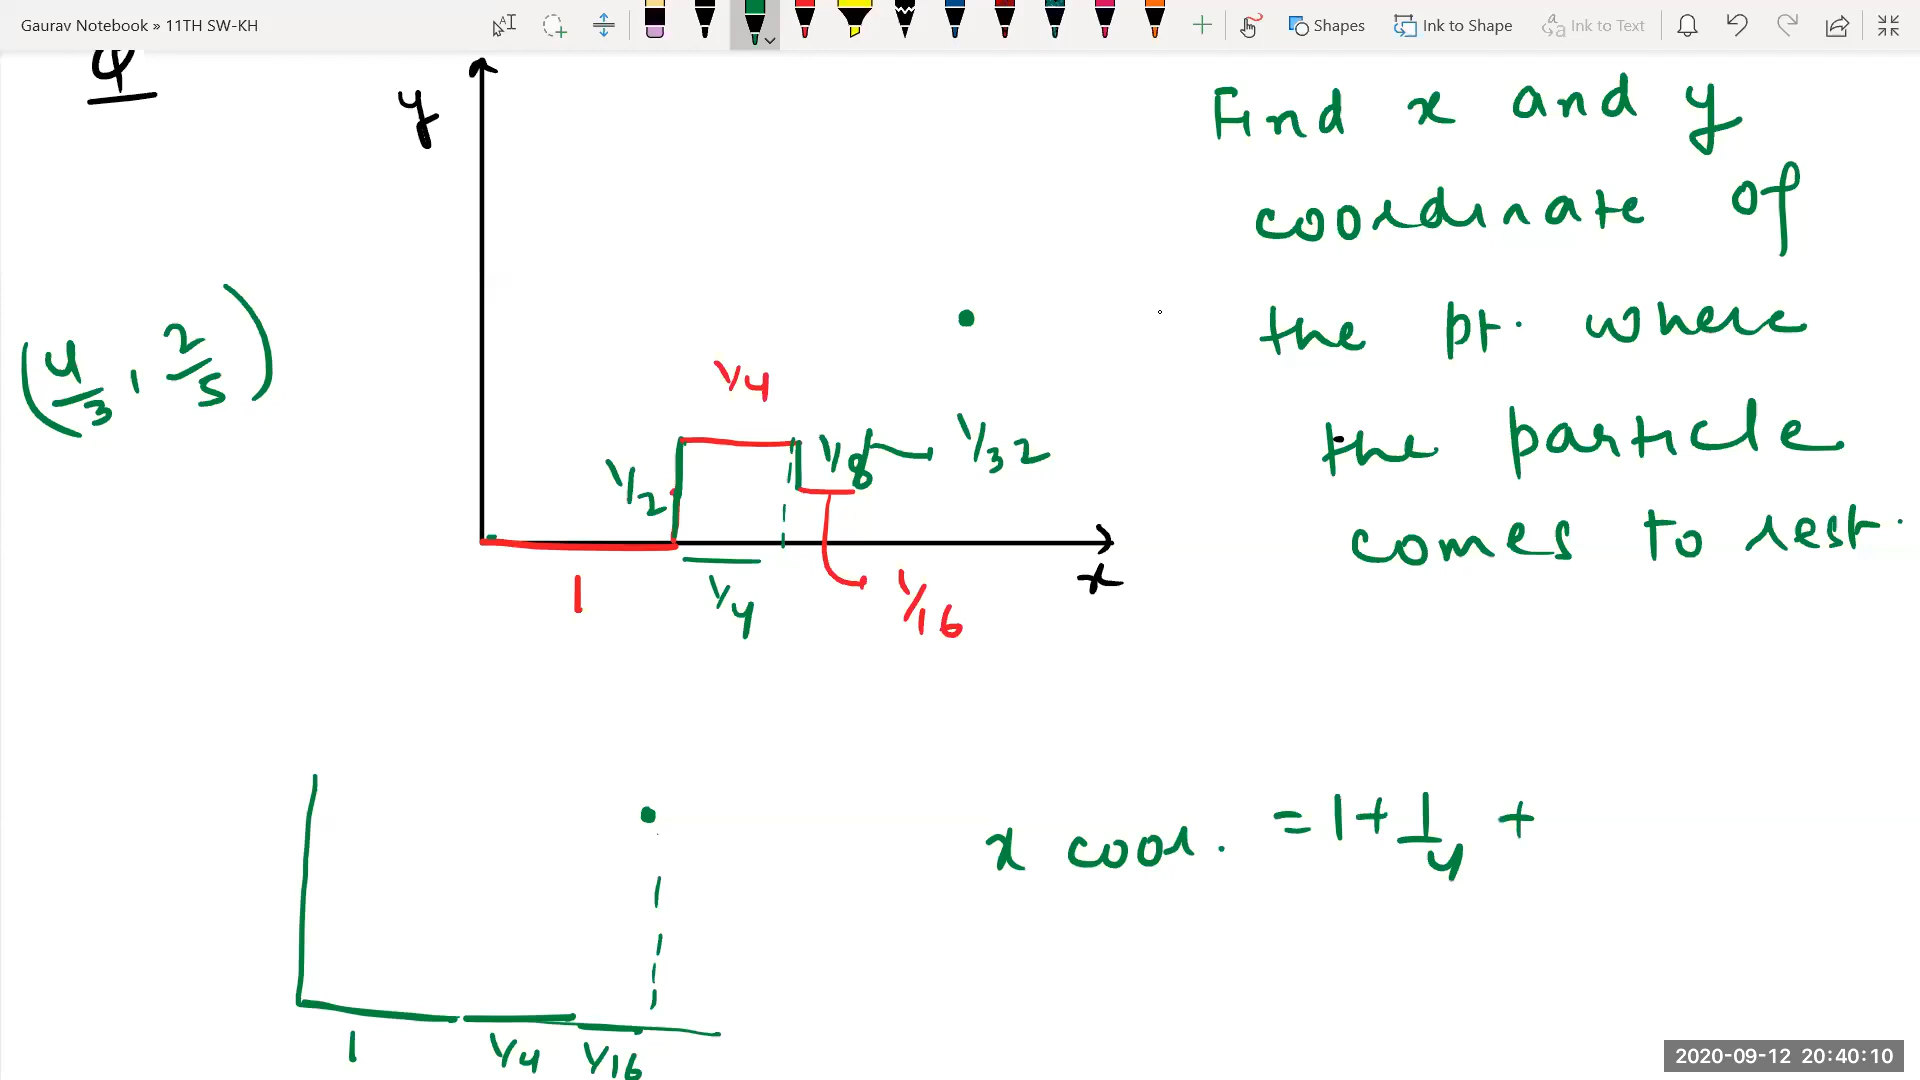 Gaurav Notebook » 11TH SW-KH
Shapes
Ink to Shape
Ink to Text
φ
y
Find x and y
coordinate of
the pt. where
the particle
comes to rest.
(4/3, 2/5)
1/4
1/2
1/8 → 1/32
x
1
1/4
1/16
x coor. = 1 + 1/4 +
1
1/4
1/16
2020-09-12 20:40:10